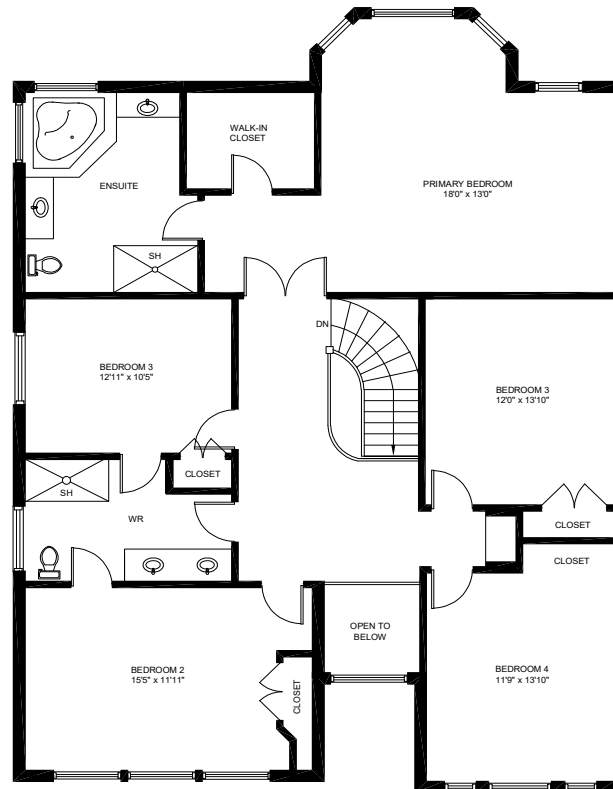 WALK-IN
CLOSET
PRIMARY BEDROOM
18'0" x 13'0"
ENSUITE
SH
DN
BEDROOM 3
12'11" x 10'5"
BEDROOM 3
12'0" x 13'10"
CLOSET
SH
WR
CLOSET
CLOSET
OPEN TO
BELOW
BEDROOM 2
15'5" x 11'11"
CLOSET
BEDROOM 4
11'9" x 13'10"